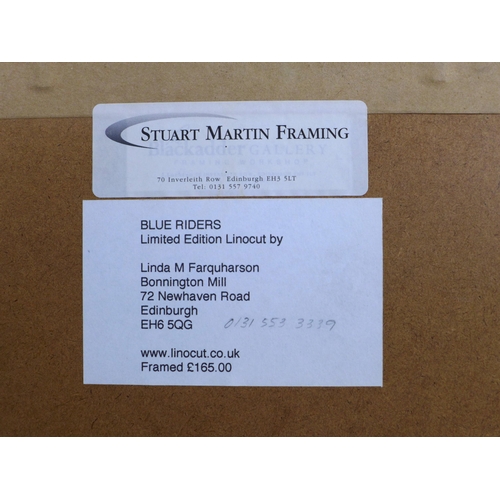 STUART MARTIN FRAMING
Blackadder GALLERY
70 Inverleith Row Edinburgh EH3 5LT
Tel. 0131 557 9740
BLUE RIDERS
Limited Edition Linocut by
Linda M Farquharson
Bonnington Mill
72 Newhaven Road
Edinburgh
EH6 5QG 0131 553 3339
www.linocut.co.uk
Framed £165.00